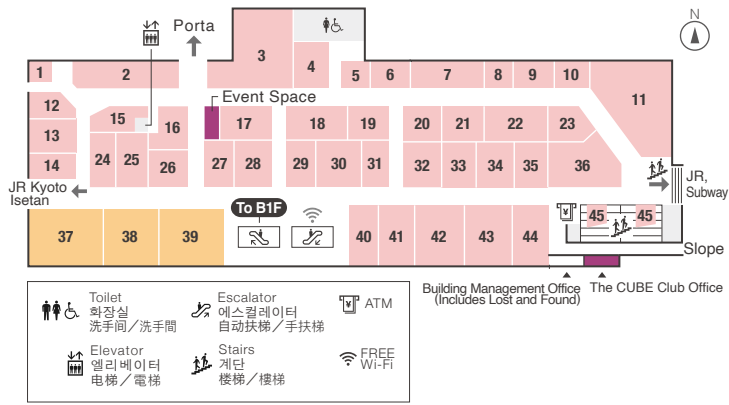 Porta
N
1
2
3
4
5
6
7
8
9
10
11
Event Space
12
13
14
15
16
17
18
19
20
21
22
23
24
25
26
27
28
29
30
31
32
33
34
35
36
JR Kyoto
Isetan
JR,
Subway
To B1F
37
38
39
40
41
42
43
44
¥
45
45
Slope
Building Management Office
(Includes Lost and Found)
The CUBE Club Office
Toilet
화장실
洗手间／洗手間
Escalator
에스컬레이터
自动扶梯／手扶梯
¥
ATM
Elevator
엘리베이터
电梯／電梯
Stairs
계단
楼梯／樓梯
FREE
Wi-Fi